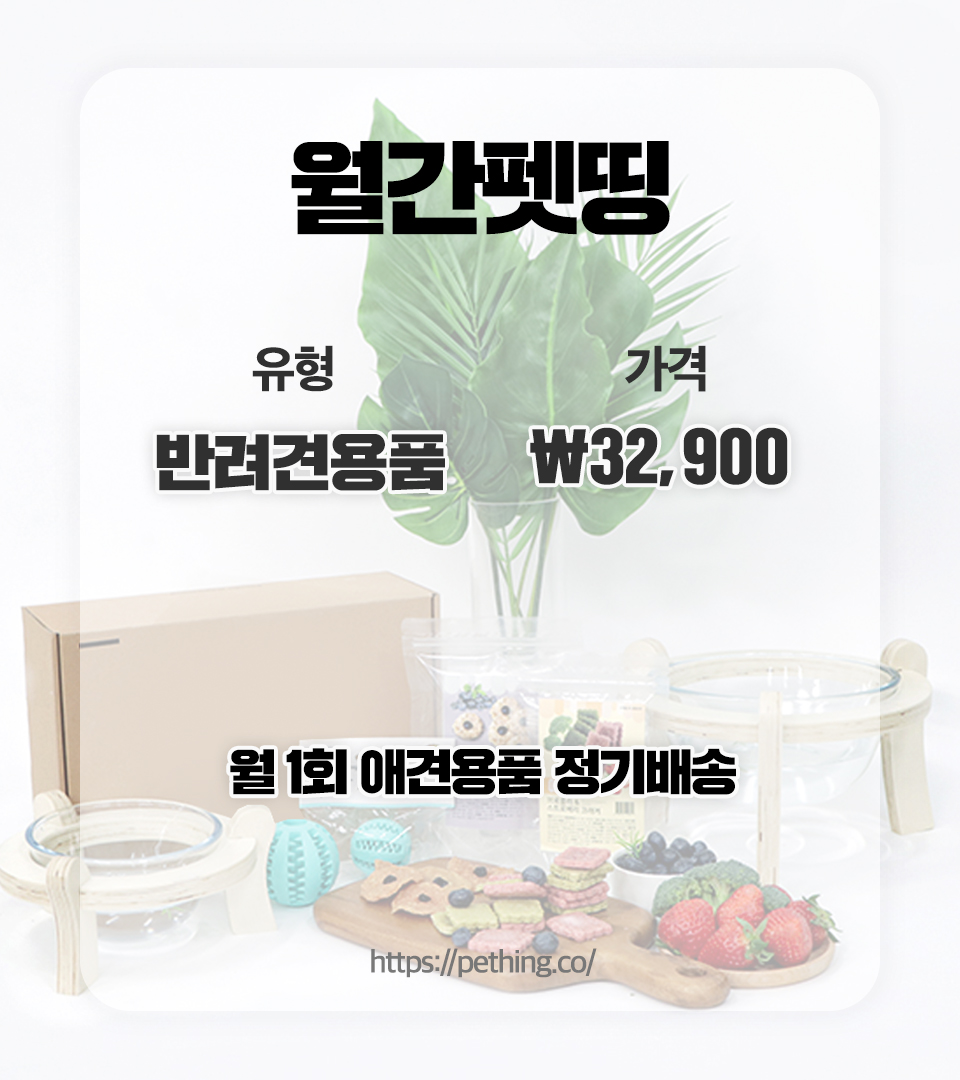 월간펫띵
유형
가격
반려견용품
₩32,900
월 1회 애견용품 정기배송
https://pething.co/